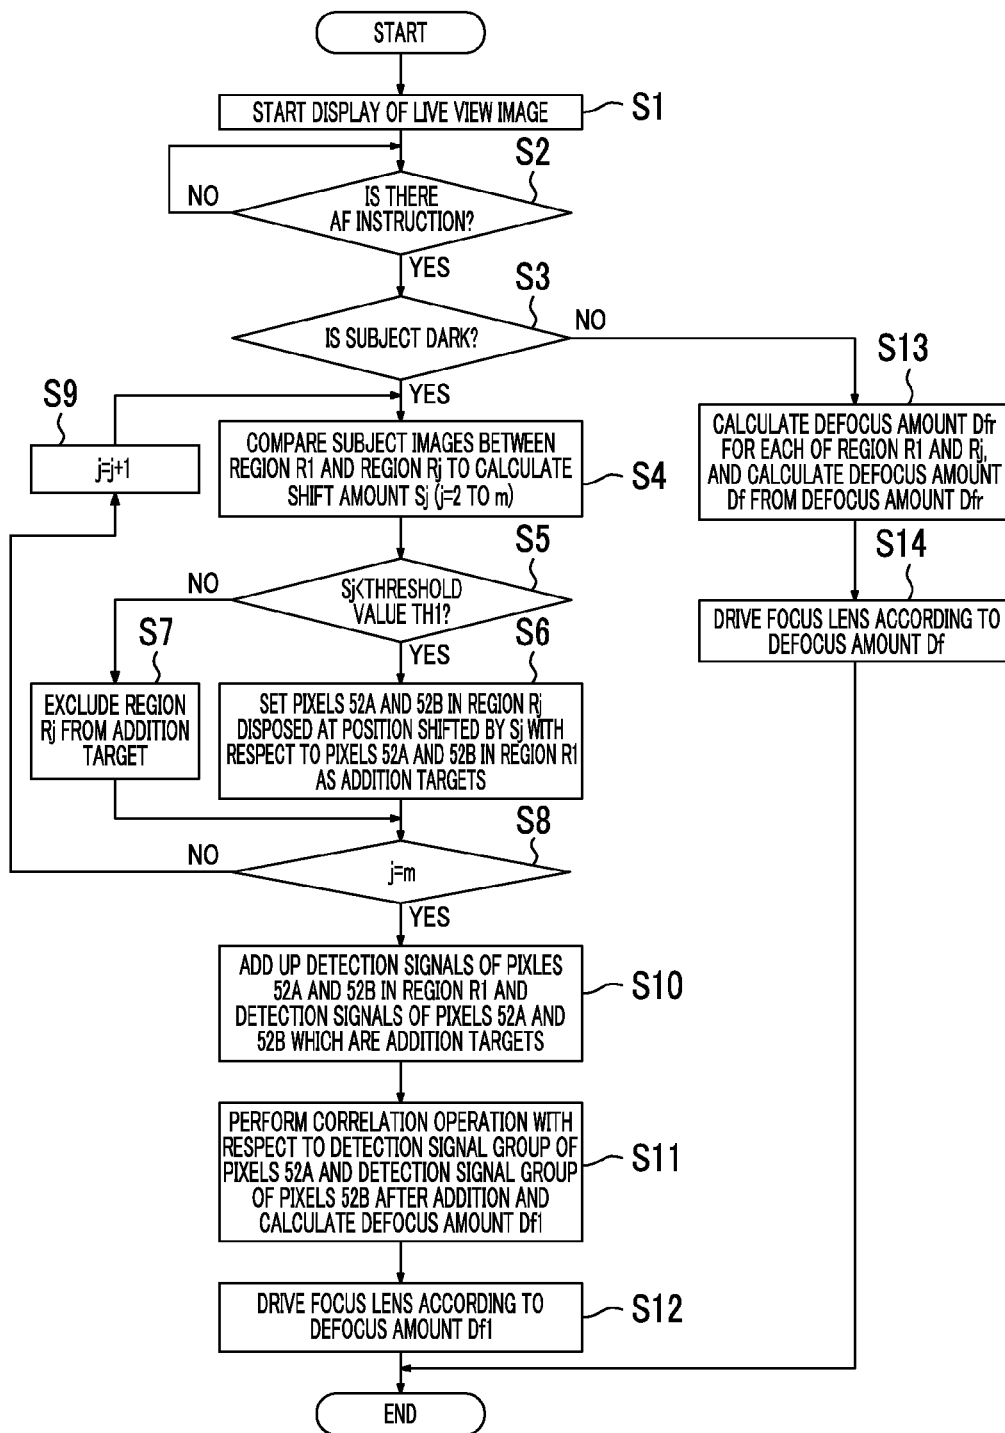 START
START DISPLAY OF LIVE VIEW IMAGE
S1
S2
NO
IS THERE
AF INSTRUCTION?
YES
S3
IS SUBJECT DARK?
NO
YES
S13
CALCULATE DEFOCUS AMOUNT Dfr
FOR EACH OF REGION R1 AND Rj,
AND CALCULATE DEFOCUS AMOUNT
Df FROM DEFOCUS AMOUNT Dfr
S9
j=j+1
COMPARE SUBJECT IMAGES BETWEEN
REGION R1 AND REGION Rj TO CALCULATE
SHIFT AMOUNT Sj (j=2 TO m)
S4
S14
DRIVE FOCUS LENS ACCORDING TO
DEFOCUS AMOUNT Df
S5
NO
Sj<THRESHOLD
VALUE TH1?
YES
S7
EXCLUDE REGION
Rj FROM ADDITION
TARGET
S6
SET PIXELS 52A AND 52B IN REGION Rj
DISPOSED AT POSITION SHIFTED BY Sj WITH
RESPECT TO PIXELS 52A AND 52B IN REGION R1
AS ADDITION TARGETS
S8
NO
j=m
YES
ADD UP DETECTION SIGNALS OF PIXLES
52A AND 52B IN REGION R1 AND
DETECTION SIGNALS OF PIXELS 52A AND
52B WHICH ARE ADDITION TARGETS
S10
PERFORM CORRELATION OPERATION WITH
RESPECT TO DETECTION SIGNAL GROUP OF
PIXELS 52A AND DETECTION SIGNAL GROUP
OF PIXELS 52B AFTER ADDITION AND
CALCULATE DEFOCUS AMOUNT Df1
S11
DRIVE FOCUS LENS ACCORDING TO
DEFOCUS AMOUNT Df1
S12
END